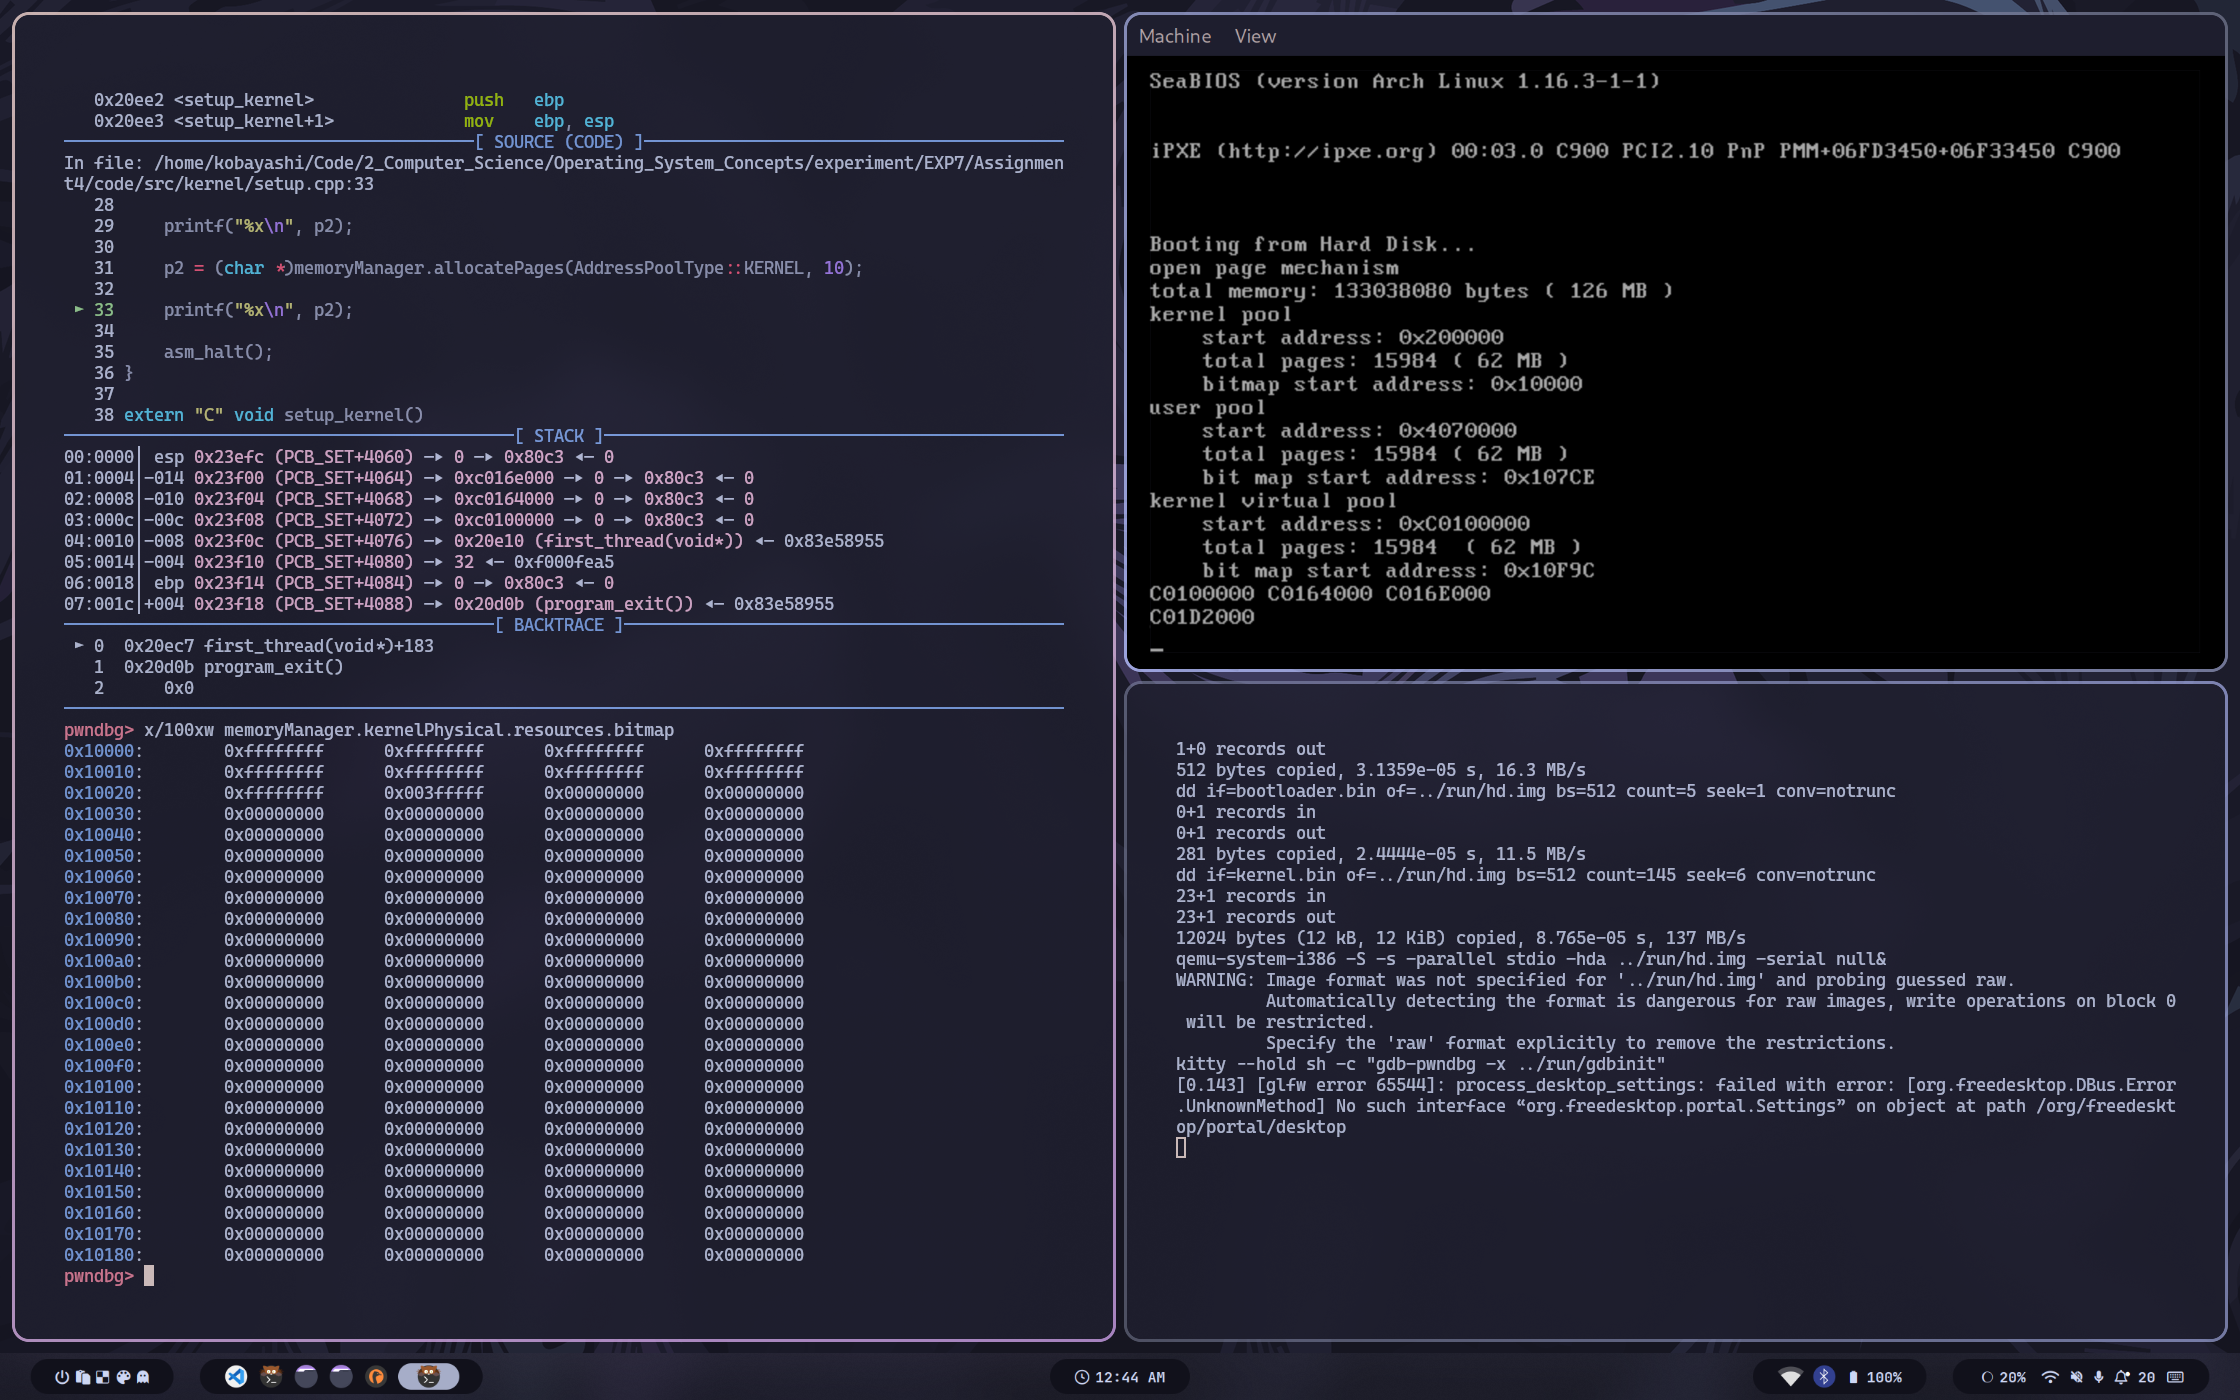 0x20ee2 <setup_kernel> push ebp
0x20ee3 <setup_kernel+1> mov ebp, esp
[ SOURCE (CODE) ]
In file: /home/kobayashi/Code/2_Computer_Science/Operating_System_Concepts/experiment/EXP7/Assignmen
t4/code/src/kernel/setup.cpp:33
28
29 printf("%x\n", p2);
30
31 p2 = (char *)memoryManager.allocatePages(AddressPoolType::KERNEL, 10);
32
► 33 printf("%x\n", p2);
34
35 asm_halt();
36 }
37
38 extern "C" void setup_kernel()
[ STACK ]
00:0000│ esp 0x23efc (PCB_SET+4060) —▸ 0 —▸ 0x80c3 ◂— 0
01:0004│-014 0x23f00 (PCB_SET+4064) —▸ 0xc016e000 —▸ 0 —▸ 0x80c3 ◂— 0
02:0008│-010 0x23f04 (PCB_SET+4068) —▸ 0xc0164000 —▸ 0 —▸ 0x80c3 ◂— 0
03:000c│-00c 0x23f08 (PCB_SET+4072) —▸ 0xc0100000 —▸ 0 —▸ 0x80c3 ◂— 0
04:0010│-008 0x23f0c (PCB_SET+4076) —▸ 0x20e10 (first_thread(void*)) ◂— 0x83e58955
05:0014│-004 0x23f10 (PCB_SET+4080) —▸ 32 ◂— 0xf000fea5
06:0018│ ebp 0x23f14 (PCB_SET+4084) —▸ 0 —▸ 0x80c3 ◂— 0
07:001c│+004 0x23f18 (PCB_SET+4088) —▸ 0x20d0b (program_exit()) ◂— 0x83e58955
[ BACKTRACE ]
► 0 0x20ec7 first_thread(void*)+183
1 0x20d0b program_exit()
2 0x0
pwndbg> x/100xw memoryManager.kernelPhysical.resources.bitmap
0x10000: 0xffffffff 0xffffffff 0xffffffff 0xffffffff
0x10010: 0xffffffff 0xffffffff 0xffffffff 0xffffffff
0x10020: 0xffffffff 0x003fffff 0x00000000 0x00000000
0x10030: 0x00000000 0x00000000 0x00000000 0x00000000
0x10040: 0x00000000 0x00000000 0x00000000 0x00000000
0x10050: 0x00000000 0x00000000 0x00000000 0x00000000
0x10060: 0x00000000 0x00000000 0x00000000 0x00000000
0x10070: 0x00000000 0x00000000 0x00000000 0x00000000
0x10080: 0x00000000 0x00000000 0x00000000 0x00000000
0x10090: 0x00000000 0x00000000 0x00000000 0x00000000
0x100a0: 0x00000000 0x00000000 0x00000000 0x00000000
0x100b0: 0x00000000 0x00000000 0x00000000 0x00000000
0x100c0: 0x00000000 0x00000000 0x00000000 0x00000000
0x100d0: 0x00000000 0x00000000 0x00000000 0x00000000
0x100e0: 0x00000000 0x00000000 0x00000000 0x00000000
0x100f0: 0x00000000 0x00000000 0x00000000 0x00000000
0x10100: 0x00000000 0x00000000 0x00000000 0x00000000
0x10110: 0x00000000 0x00000000 0x00000000 0x00000000
0x10120: 0x00000000 0x00000000 0x00000000 0x00000000
0x10130: 0x00000000 0x00000000 0x00000000 0x00000000
0x10140: 0x00000000 0x00000000 0x00000000 0x00000000
0x10150: 0x00000000 0x00000000 0x00000000 0x00000000
0x10160: 0x00000000 0x00000000 0x00000000 0x00000000
0x10170: 0x00000000 0x00000000 0x00000000 0x00000000
0x10180: 0x00000000 0x00000000 0x00000000 0x00000000
pwndbg>
Machine View
SeaBIOS (version Arch Linux 1.16.3-1-1)
iPXE (http://ipxe.org) 00:03.0 C900 PCI2.10 PnP PMM+06FD3450+06F33450 C900
Booting from Hard Disk...
open page mechanism
total memory: 133038080 bytes ( 126 MB )
kernel pool
start address: 0x200000
total pages: 15984 ( 62 MB )
bitmap start address: 0x10000
user pool
start address: 0x4070000
total pages: 15984 ( 62 MB )
bit map start address: 0x107CE
kernel virtual pool
start address: 0xC0100000
total pages: 15984 ( 62 MB )
bit map start address: 0x10F9C
C0100000 C0164000 C016E000
C01D2000
_
1+0 records out
512 bytes copied, 3.1359e-05 s, 16.3 MB/s
dd if=bootloader.bin of=../run/hd.img bs=512 count=5 seek=1 conv=notrunc
0+1 records in
0+1 records out
281 bytes copied, 2.4444e-05 s, 11.5 MB/s
dd if=kernel.bin of=../run/hd.img bs=512 count=145 seek=6 conv=notrunc
23+1 records in
23+1 records out
12024 bytes (12 kB, 12 KiB) copied, 8.765e-05 s, 137 MB/s
qemu-system-i386 -S -s -parallel stdio -hda ../run/hd.img -serial null&
WARNING: Image format was not specified for '../run/hd.img' and probing guessed raw.
Automatically detecting the format is dangerous for raw images, write operations on block 0
will be restricted.
Specify the 'raw' format explicitly to remove the restrictions.
kitty --hold sh -c "gdb-pwndbg -x ../run/gdbinit"
[0.143] [glfw error 65544]: process_desktop_settings: failed with error: [org.freedesktop.DBus.Error
.UnknownMethod] No such interface “org.freedesktop.portal.Settings” on object at path /org/freedeskt
op/portal/desktop
12:44 AM
100%
20%
20